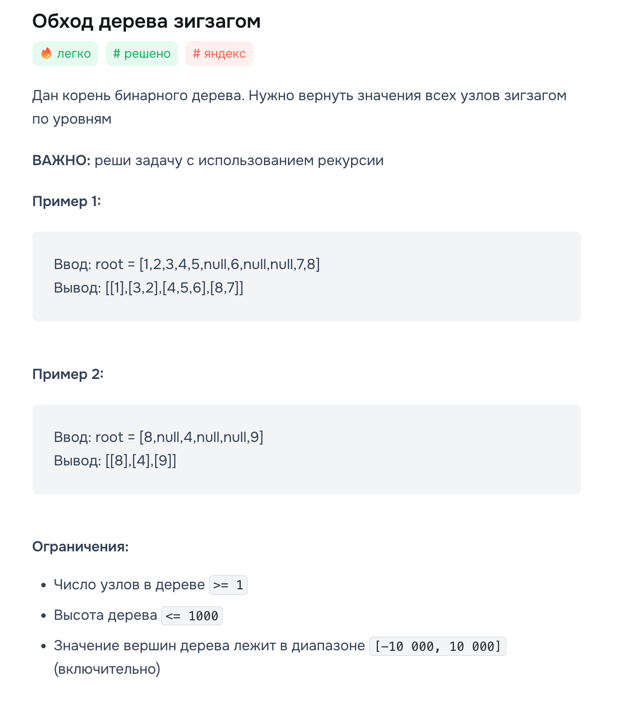 Обход дерева зигзагом
🔥 легко # решено # яндекс
Дан корень бинарного дерева. Нужно вернуть значения всех узлов зигзагом
по уровням
ВАЖНО: реши задачу с использованием рекурсии
Пример 1:
Ввод: root = [1,2,3,4,5,null,6,null,null,7,8]
Вывод: [[1],[3,2],[4,5,6],[8,7]]
Пример 2:
Ввод: root = [8,null,4,null,null,9]
Вывод: [[8],[4],[9]]
Ограничения:
• Число узлов в дереве >= 1
• Высота дерева <= 1000
• Значение вершин дерева лежит в диапазоне [-10 000, 10 000]
(включительно)